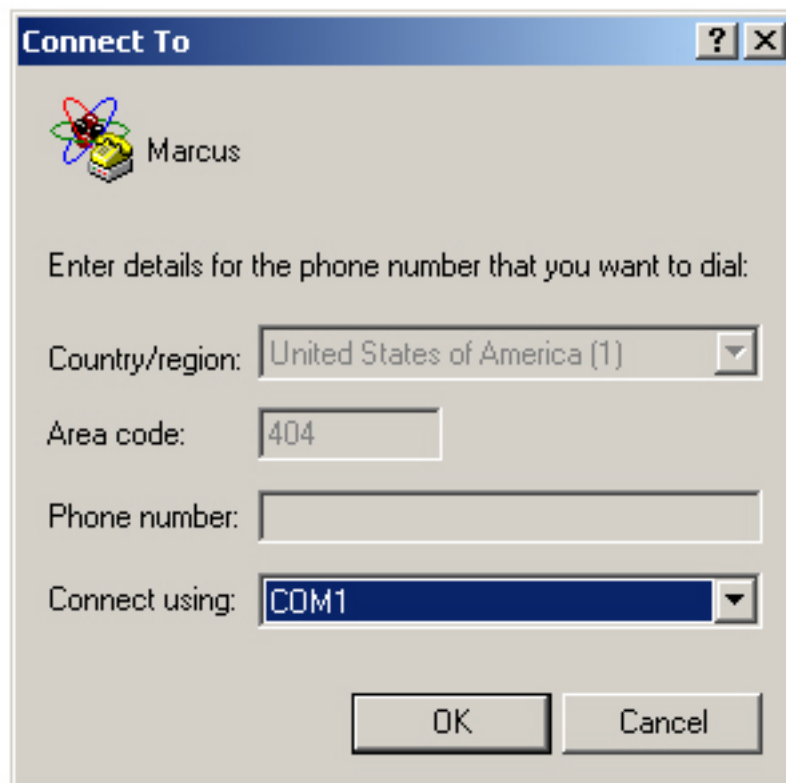 Connect To
Marcus
Enter details for the phone number that you want to dial:
Country/region: United States of America (1)
Area code: 404
Phone number:
Connect using: COM1
OK Cancel